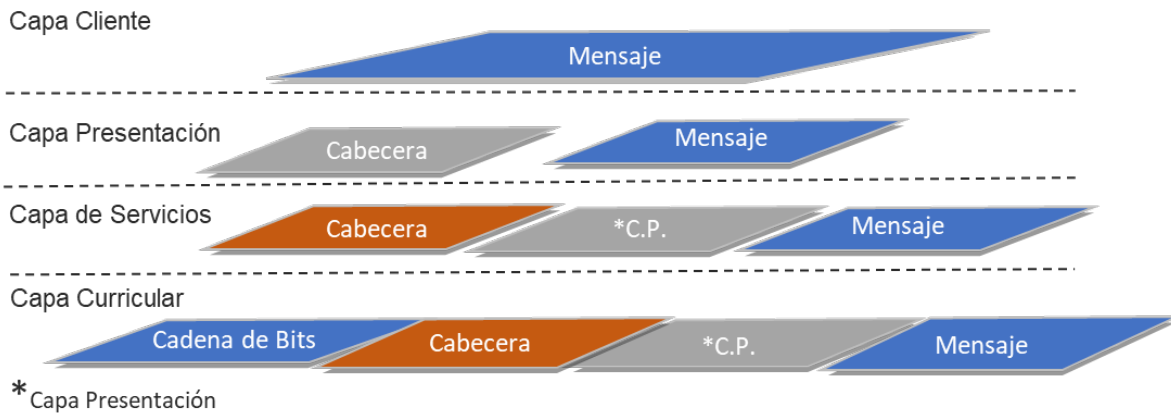 Capa Cliente
Mensaje
Capa Presentación
Cabecera
Mensaje
Capa de Servicios
Cabecera
*C.P.
Mensaje
Capa Curricular
Cadena de Bits
Cabecera
*C.P.
Mensaje
*Capa Presentación